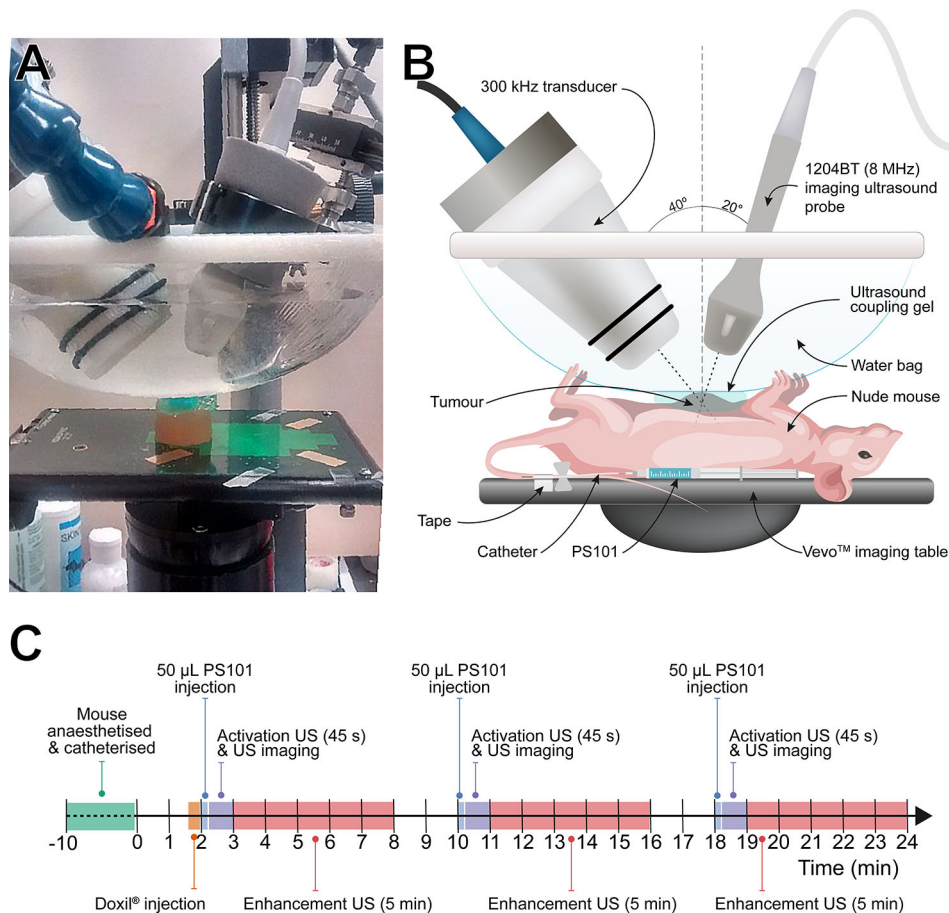 A
SKIN
B
300 kHz transducer
1204BT (8 MHz)
imaging ultrasound
probe
40°
20°
Ultrasound
coupling gel
Water bag
Tumour
Nude mouse
Tape
Catheter
PS101
Vevo™ imaging table
C
50 µL PS101
injection
50 µL PS101
injection
50 µL PS101
injection
Mouse
anaesthetised
& catheterised
Activation US (45 s)
& US imaging
Activation US (45 s)
& US imaging
Activation US (45 s)
& US imaging
-10 0 1 2 3 4 5 6 7 8 9 10 11 12 13 14 15 16 17 18 19 20 21 22 23 24
Time (min)
Doxil® injection
Enhancement US (5 min)
Enhancement US (5 min)
Enhancement US (5 min)